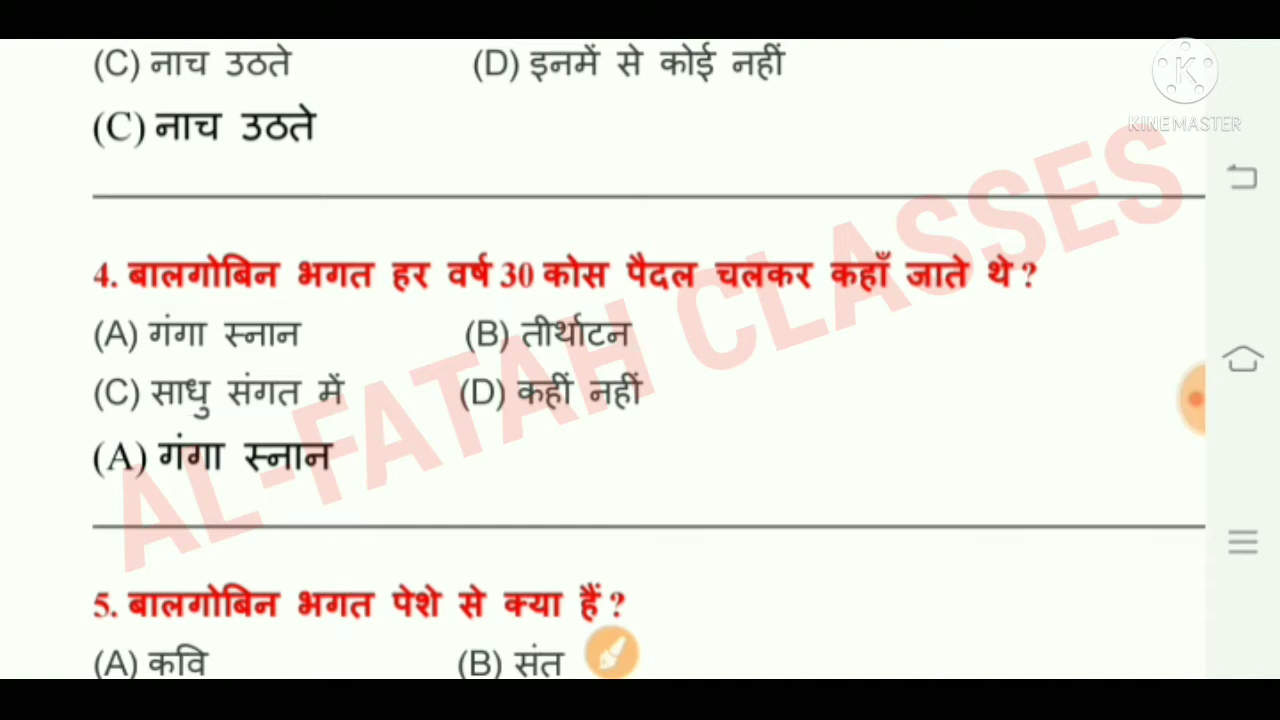 (C) नाच उठते (D) इनमें से कोई नहीं
(C) नाच उठते
KINEMASTER
4. बालगोबिन भगत हर वर्ष 30 कोस पैदल चलकर कहाँ जाते थे ?
(A) गंगा स्नान (B) तीर्थाटन
(C) साधु संगत में (D) कहीं नहीं
(A) गंगा स्नान
AL-FATAH CLASSES
5. बालगोबिन भगत पेशे से क्या हैं ?
(A) कवि (B) संत